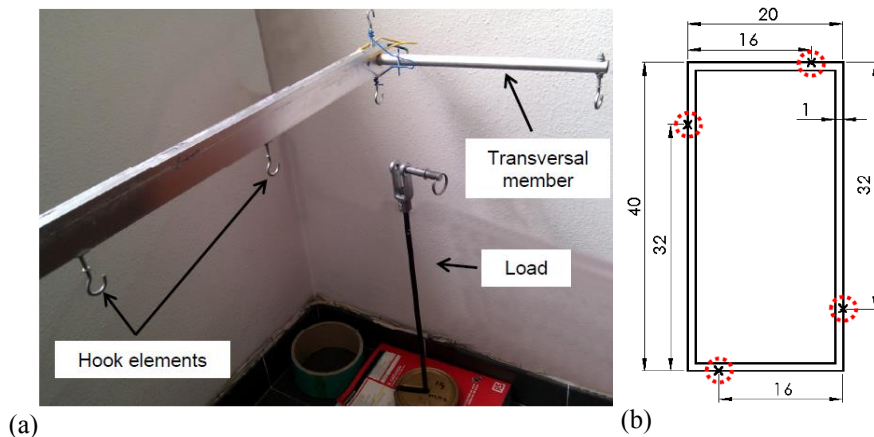 Transversal
member
Load
Hook elements
(a)
20
16
1
40
32
32
16
(b)